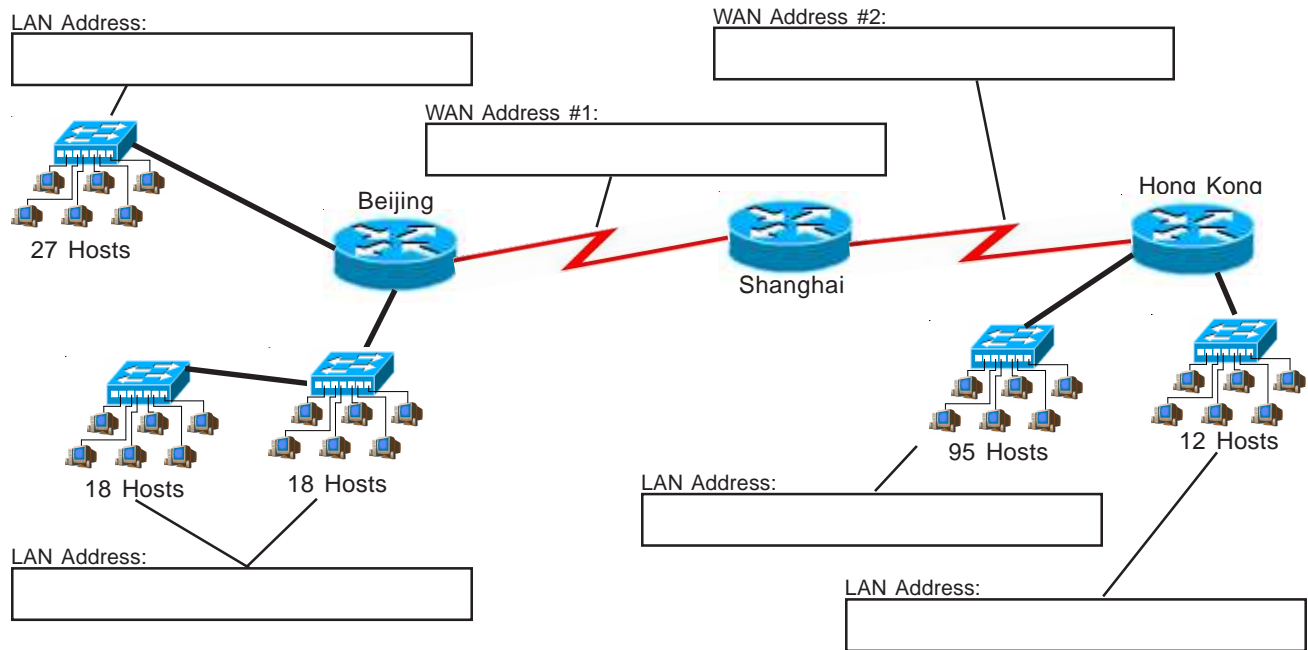 LAN Address:
WAN Address #2:
WAN Address #1:
27 Hosts
Beijing
Shanghai
Hong Kong
18 Hosts
18 Hosts
95 Hosts
12 Hosts
LAN Address:
LAN Address:
LAN Address: